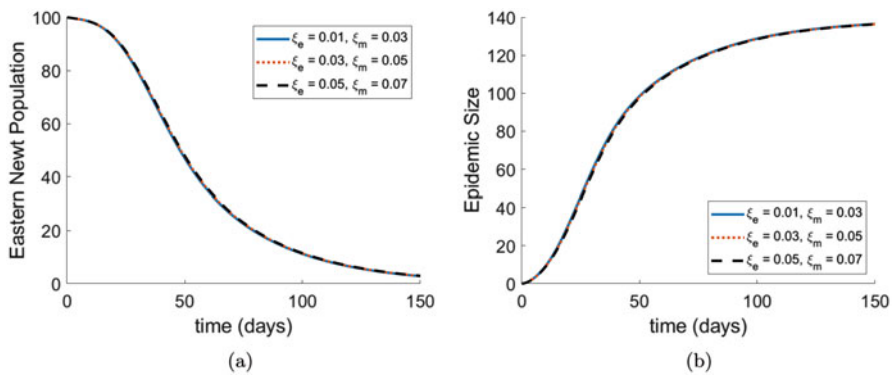 100
80
60
40
20
0
Eastern Newt Population
ξe = 0.01, ξm = 0.03
ξe = 0.03, ξm = 0.05
ξe = 0.05, ξm = 0.07
0 50 100 150
time (days)
(a)
140
120
100
80
60
40
20
0
Epidemic Size
ξe = 0.01, ξm = 0.03
ξe = 0.03, ξm = 0.05
ξe = 0.05, ξm = 0.07
0 50 100 150
time (days)
(b)